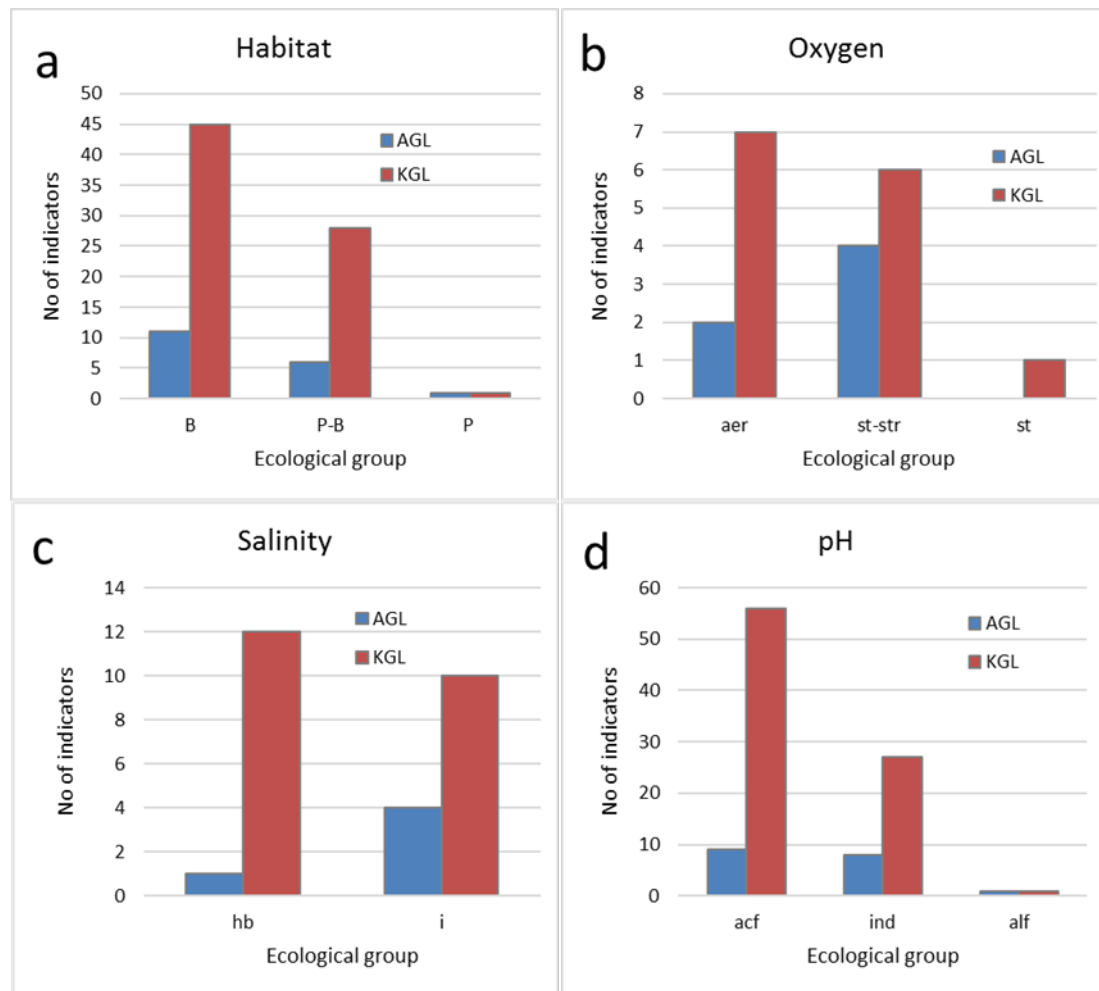 a
Habitat
50
45
40
35
30
25
20
15
10
5
0
No of indicators
AGL
KGL
B P-B P
Ecological group
b
Oxygen
8
7
6
5
4
3
2
1
0
No of indicators
AGL
KGL
aer st-str st
Ecological group
c
Salinity
14
12
10
8
6
4
2
0
No of indicators
AGL
KGL
hb i
Ecological group
d
pH
60
50
40
30
20
10
0
No of indicators
AGL
KGL
acf ind alf
Ecological group